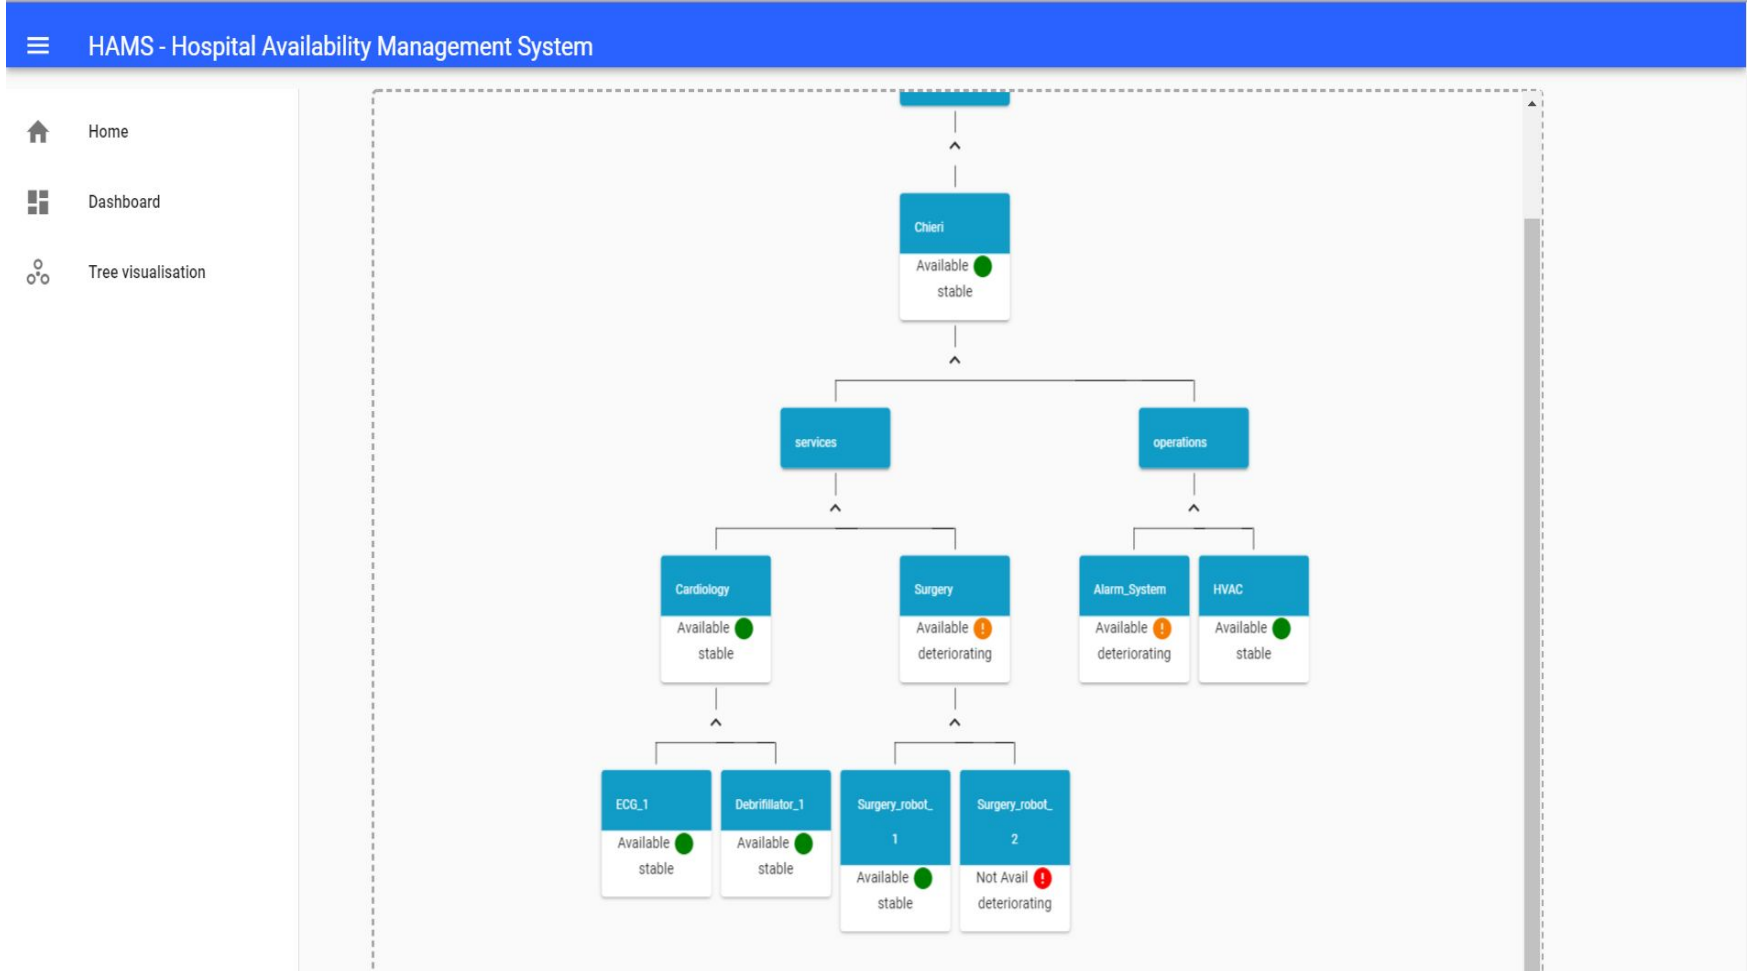 HAMS - Hospital Availability Management System
Home
Dashboard
Tree visualisation
Chieri
Available
stable
services
operations
Cardiology
Available
stable
Surgery
Available
deteriorating
Alarm_System
Available
deteriorating
HVAC
Available
stable
ECG_1
Available
stable
Debrifillator_1
Available
stable
Surgery_robot_
1
Available
stable
Surgery_robot_
2
Not Avail
deteriorating